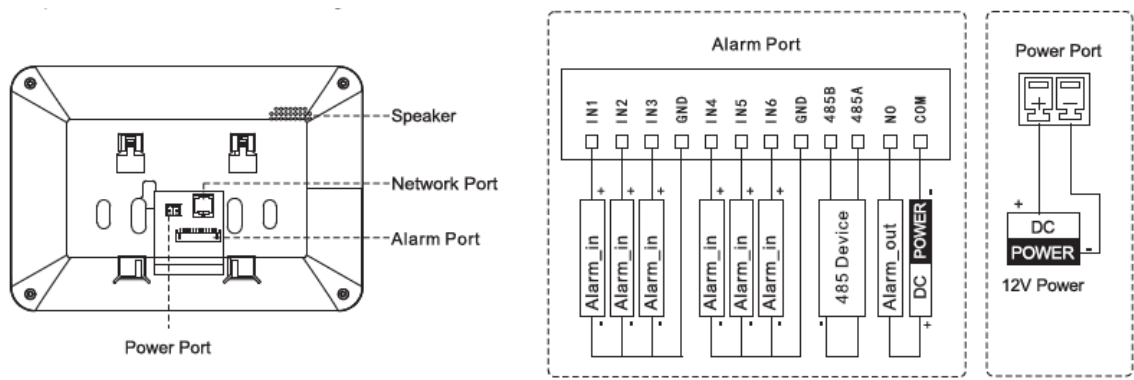 Speaker
Network Port
Alarm Port
Power Port
Alarm Port
IN1 IN2 IN3 GND IN4 IN5 IN6 GND 485B 485A NO COM
+ + + + + + -
Alarm_in Alarm_in Alarm_in Alarm_in Alarm_in Alarm_in 485 Device Alarm_out DC POWER
- - - - - - - +
Power Port
+ -
+
DC
POWER -
12V Power